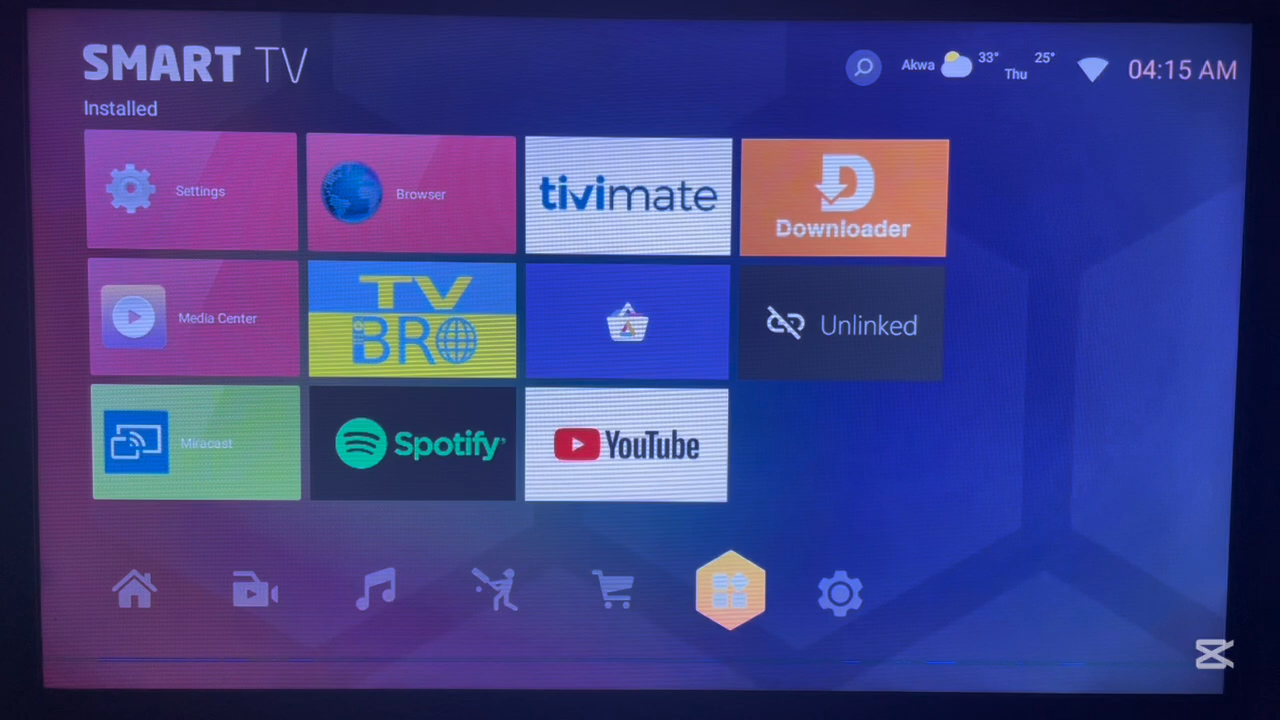 SMART TV
Akwa 33° Thu 25° 04:15 AM
Installed
Settings
Browser
tivimate
Downloader
Media Center
TV
BRO
Unlinked
Miracast
Spotify
YouTube